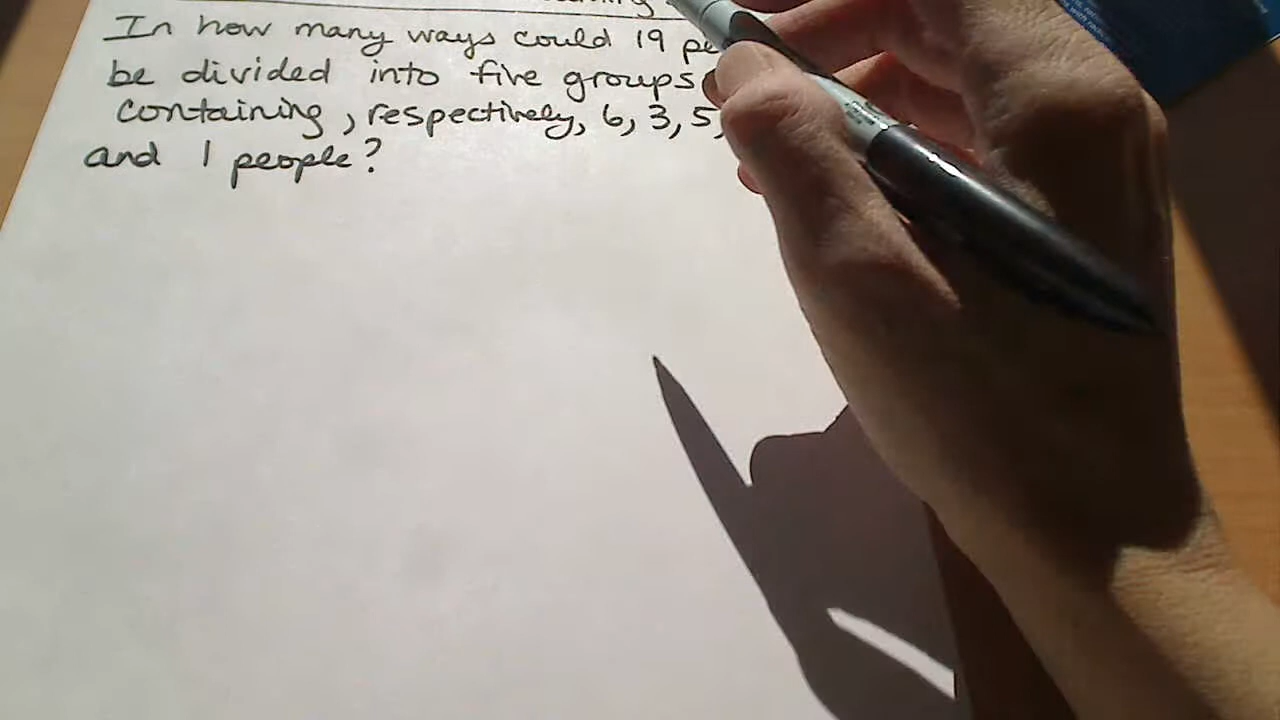 In how many ways could 19
be divided into five groups
containing, respectively, 6, 3, 5,
and 1 people?